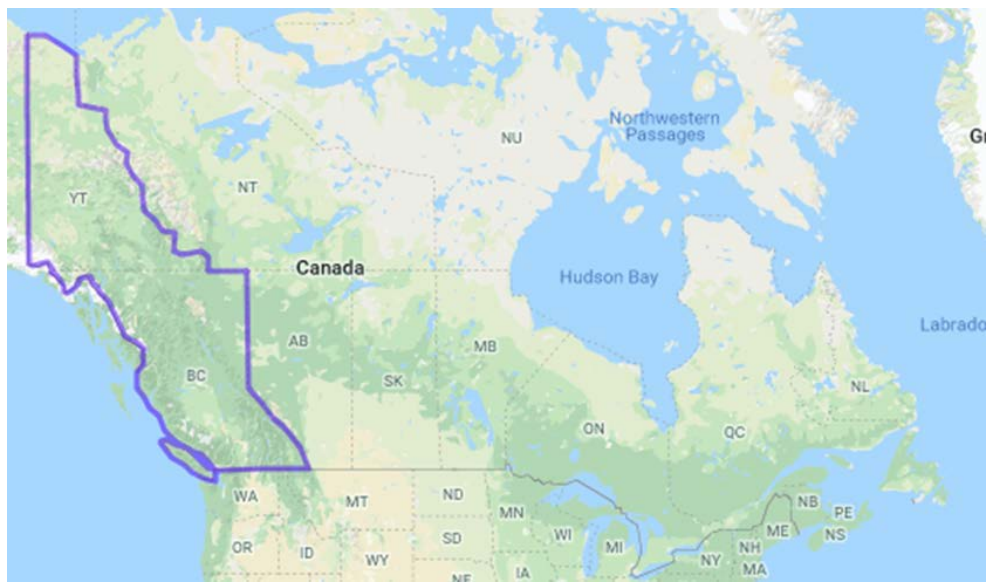 NU
Northwestern
Passages
Gr
YT
NT
Canada
Hudson Bay
Labrado
AB
MB
SK
BC
NL
ON
QC
WA
MT
ND
MN
NB
PE
OR
ID
SD
WI
MI
ME
NS
WY
NY
NH
IA
MA
NE